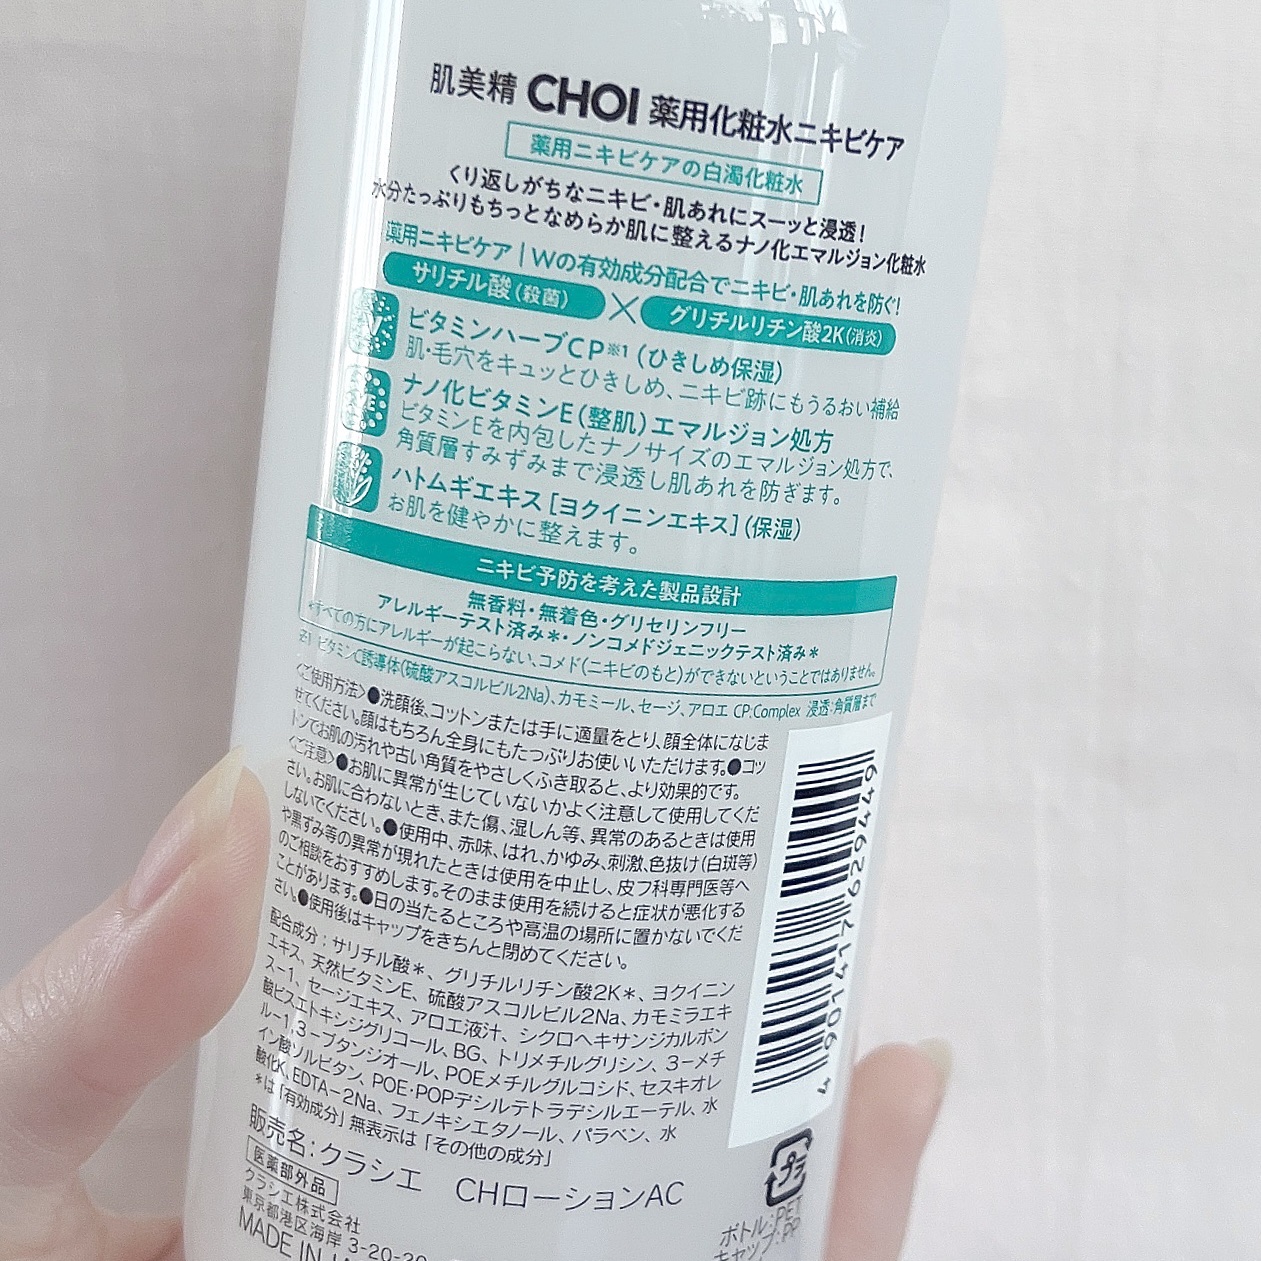 肌美精 CHOI 薬用化粧水ニキビケア
薬用ニキビケアの白濁化粧水
くり返しがちなニキビ・肌あれにスーッと浸透！
水分たっぷりもちっとなめらか肌に整えるナノ化エマルジョン化粧水
薬用ニキビケア｜Wの有効成分配合でニキビ・肌あれを防ぐ！
サリチル酸（殺菌）×グリチルリチン酸2K（消炎）
ビタミンハーブCP※1（ひきしめ保湿）
肌・毛穴をキュッとひきしめ、ニキビ跡にもうるおい補給
ナノ化ビタミンE（整肌）エマルジョン処方
ビタミンEを内包したナノサイズのエマルジョン処方で、
角質層すみずみまで浸透し肌あれを防ぎます。
ハトムギエキス［ヨクイニンエキス］（保湿）
お肌を健やかに整えます。
ニキビ予防を考えた製品設計
無香料・無着色・グリセリンフリー
アレルギーテスト済み＊・ノンコメドジェニックテスト済み＊
＊すべての方にアレルギーが起こらない、コメド（ニキビのもと）ができないということではありません。
※1 ビタミンC誘導体（硫酸アスコルビル2Na）、カモミール、セージ、アロエ CP:Complex 浸透：角質層まで
〈ご使用方法〉●洗顔後、コットンまたは手に適量をとり、顔全体になじま
せてください。顔はもちろん全身にもたっぷりお使いいただけます。●コッ
トンでお肌の汚れや古い角質をやさしくふき取ると、より効果的です。
〈ご注意〉●お肌に異常が生じていないかよく注意して使用してくだ
さい。お肌に合わないとき、また傷、湿しん等、異常のあるときは使用
しないでください。●使用中、赤味、はれ、かゆみ、刺激、色抜け（白斑等）
や黒ずみ等の異常が現れたときは使用を中止し、皮フ科専門医等へ
のご相談をおすすめします。そのまま使用を続けると症状が悪化する
ことがあります。●日の当たるところや高温の場所に置かないでくだ
さい。●使用後はキャップをきちんと閉めてください。
配合成分：サリチル酸＊、グリチルリチン酸2K＊、ヨクイニン
エキス、天然ビタミンE、硫酸アスコルビル2Na、カモミラエキ
ス－1、セージエキス、アロエ液汁、シクロヘキサンジカルボン
酸ビスエトキシジグリコール、BG、トリメチルグリシン、3－メチ
ル－1,3－ブタンジオール、POEメチルグルコシド、セスキオレ
イン酸ソルビタン、POE・POPデシルテトラデシルエーテル、水
酸化K、EDTA－2Na、フェノキシエタノール、パラベン、水
＊は「有効成分」無表示は「その他の成分」
販売名：クラシエ CHローションAC
医薬部外品
クラシエ株式会社
東京都港区海岸 3-20-20
MADE IN
4 901417 629449
プラ
ボトル：PET
キャップ：PP